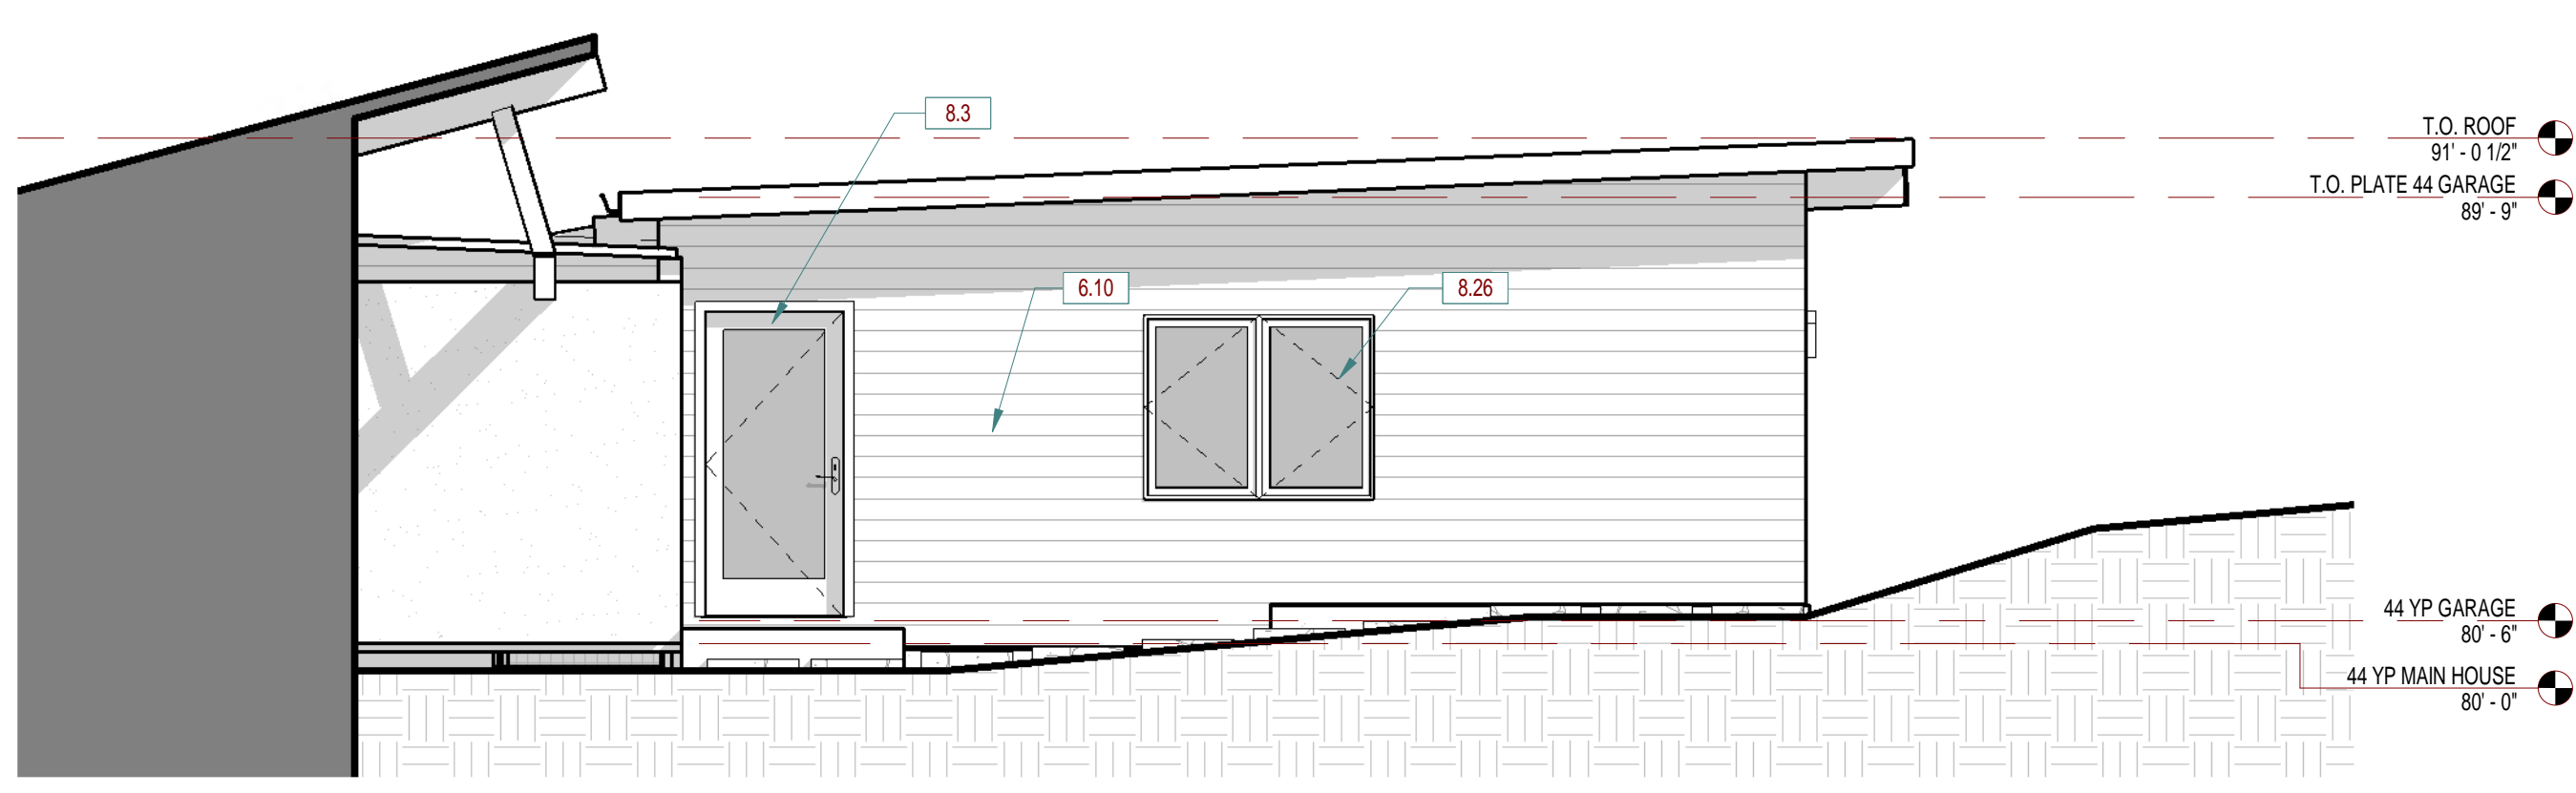 8.3
T.O. ROOF
91' - 0 1/2"
T.O. PLATE 44 GARAGE
89' - 9"
6.10
8.26
44 YP GARAGE
80' - 6"
44 YP MAIN HOUSE
80' - 0"